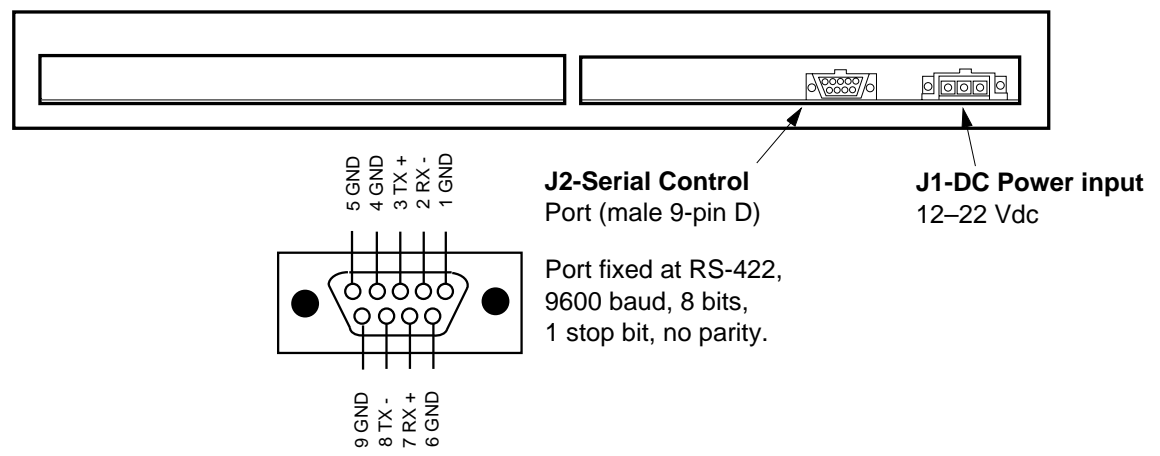 5 GND
4 GND
3 TX +
2 RX -
1 GND
J2-Serial Control
Port (male 9-pin D)
Port fixed at RS-422,
9600 baud, 8 bits,
1 stop bit, no parity.
J1-DC Power input
12–22 Vdc
9 GND
8 TX -
7 RX +
6 GND